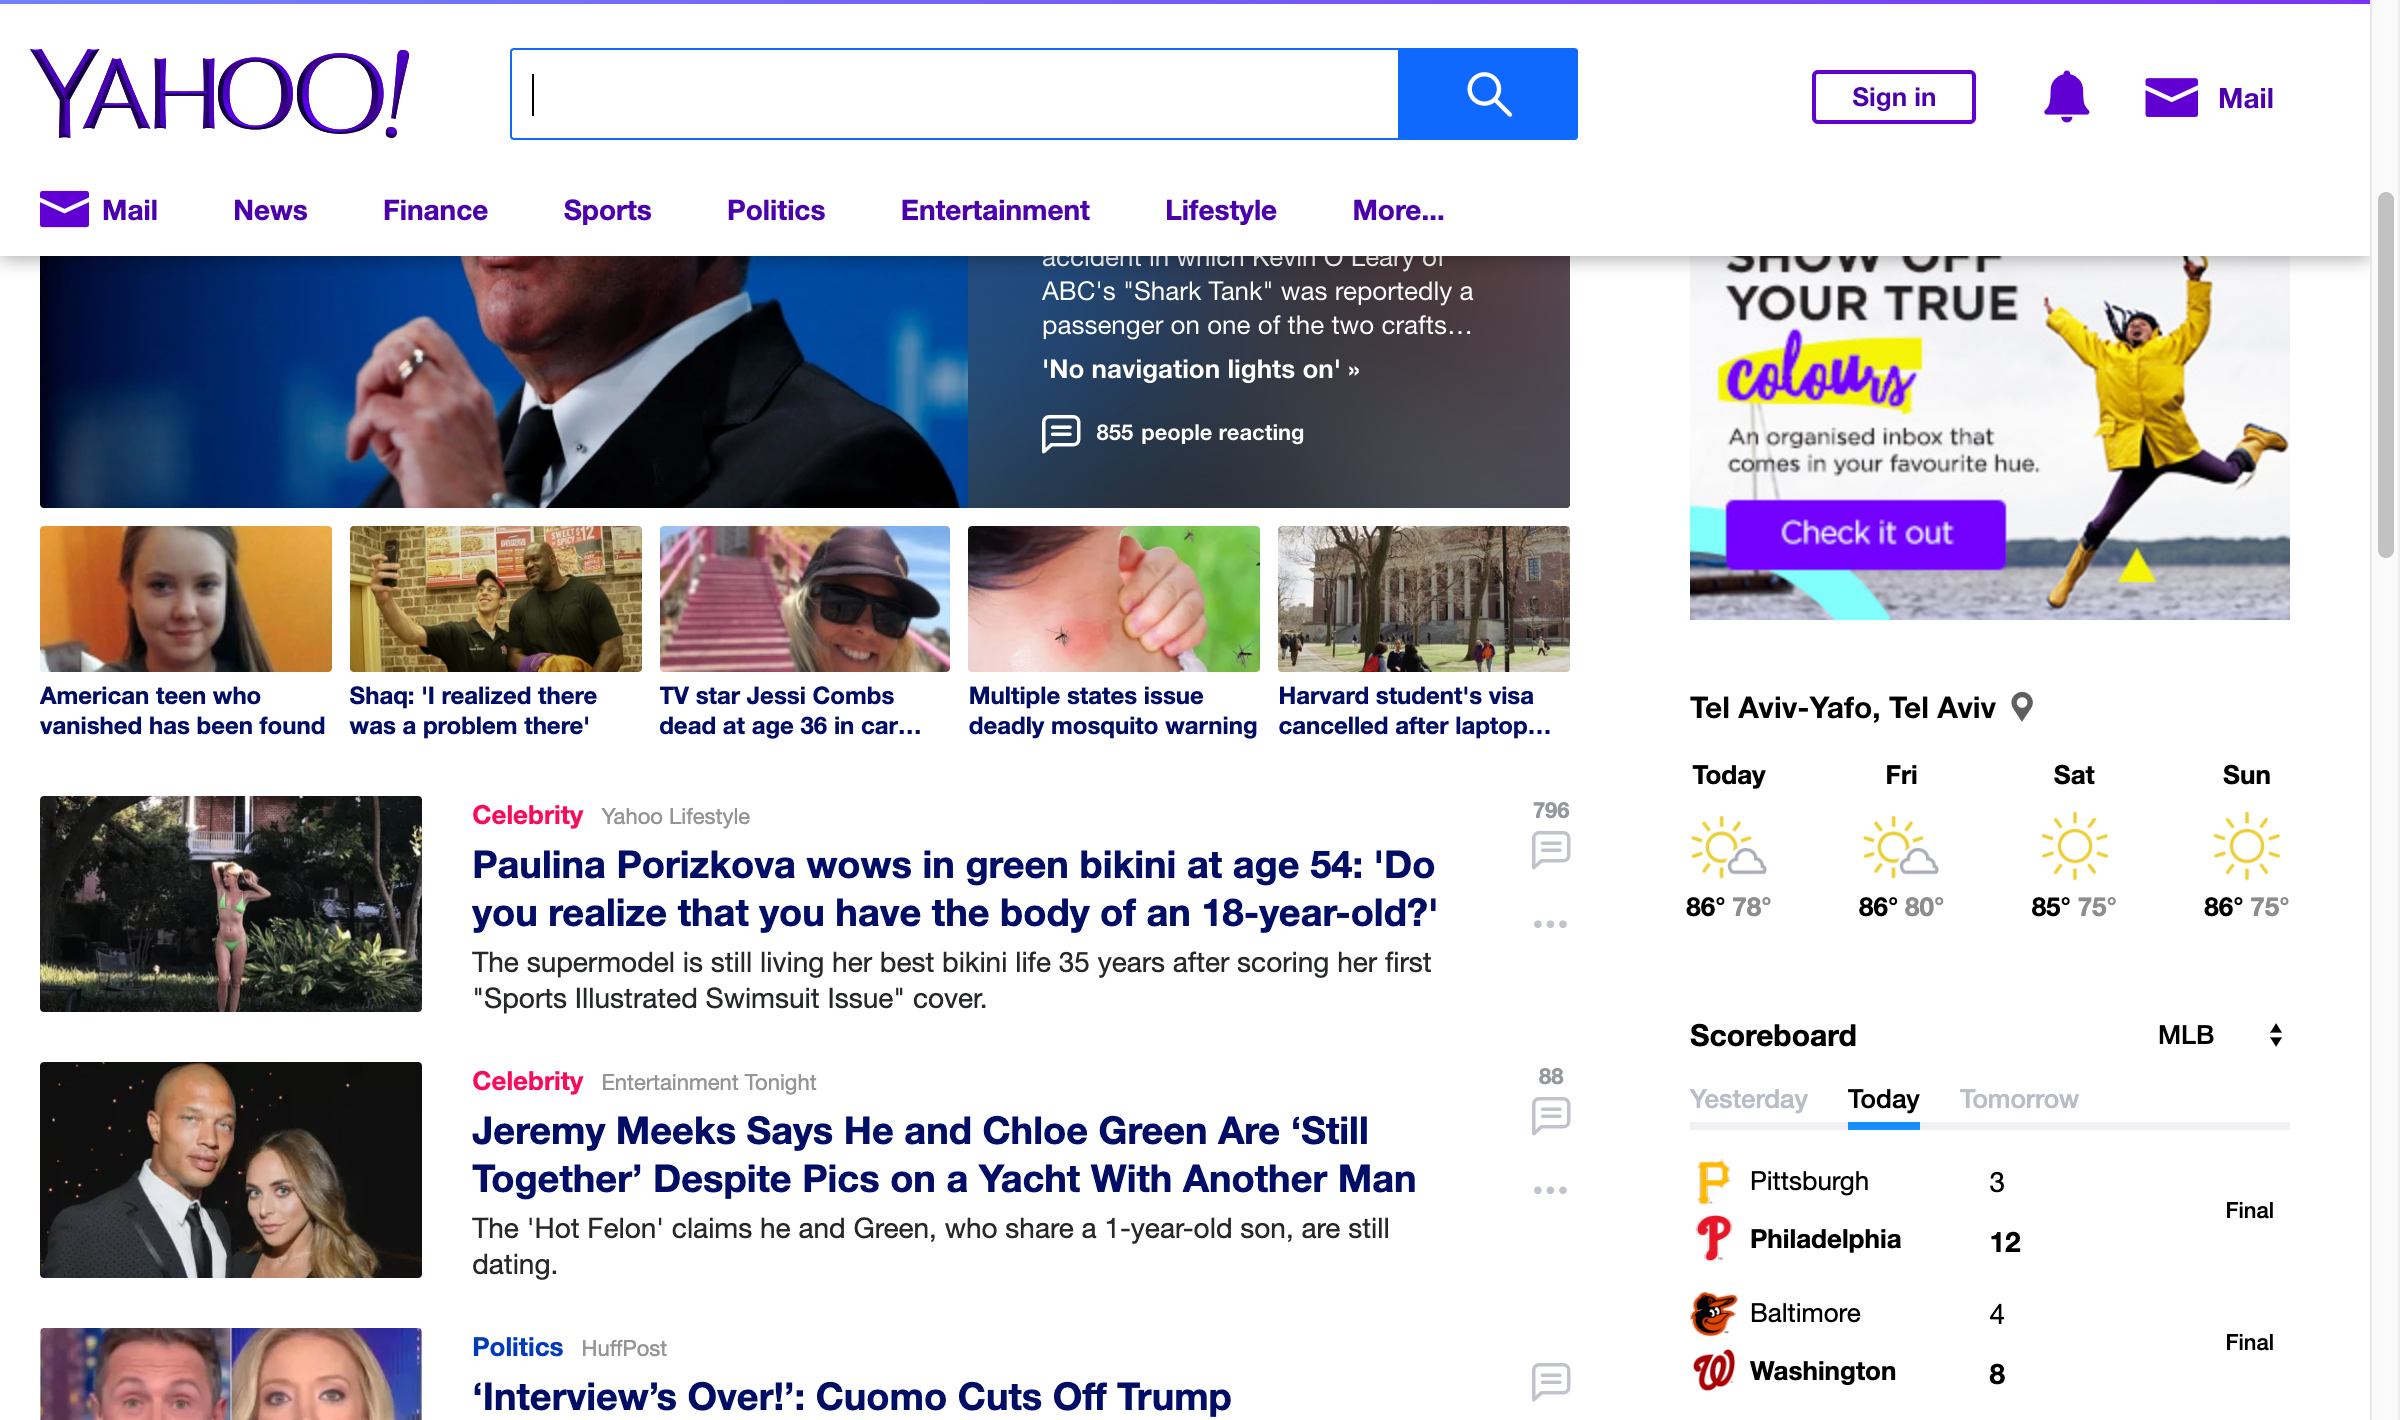 YAHOO!
Sign in
Mail
Mail
News
Finance
Sports
Politics
Entertainment
Lifestyle
More...
accident in which Kevin O'Leary of
ABC's "Shark Tank" was reportedly a
passenger on one of the two crafts...
'No navigation lights on' »
855 people reacting
American teen who
vanished has been found
Shaq: 'I realized there
was a problem there'
TV star Jessi Combs
dead at age 36 in car...
Multiple states issue
deadly mosquito warning
Harvard student's visa
cancelled after laptop...
Celebrity Yahoo Lifestyle
796
Paulina Porizkova wows in green bikini at age 54: 'Do
you realize that you have the body of an 18-year-old?'
The supermodel is still living her best bikini life 35 years after scoring her first
"Sports Illustrated Swimsuit Issue" cover.
Celebrity Entertainment Tonight
88
Jeremy Meeks Says He and Chloe Green Are ‘Still
Together’ Despite Pics on a Yacht With Another Man
The 'Hot Felon' claims he and Green, who share a 1-year-old son, are still
dating.
Politics HuffPost
‘Interview’s Over!’: Cuomo Cuts Off Trump
SHOW OFF
YOUR TRUE
colours
An organised inbox that
comes in your favourite hue.
Check it out
Tel Aviv-Yafo, Tel Aviv
Today Fri Sat Sun
86° 78° 86° 80° 85° 75° 86° 75°
Scoreboard MLB
Yesterday Today Tomorrow
Pittsburgh 3
Final
Philadelphia 12
Baltimore 4
Final
Washington 8